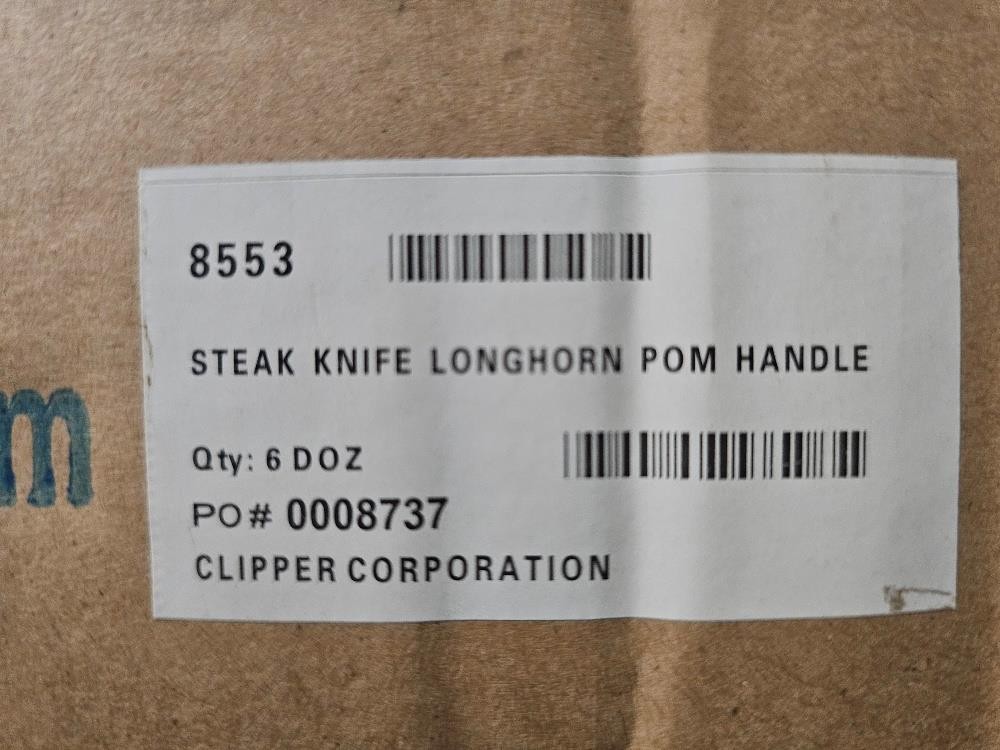 8553
STEAK KNIFE LONGHORN POM HANDLE
Qty: 6 DOZ
PO# 0008737
CLIPPER CORPORATION
m